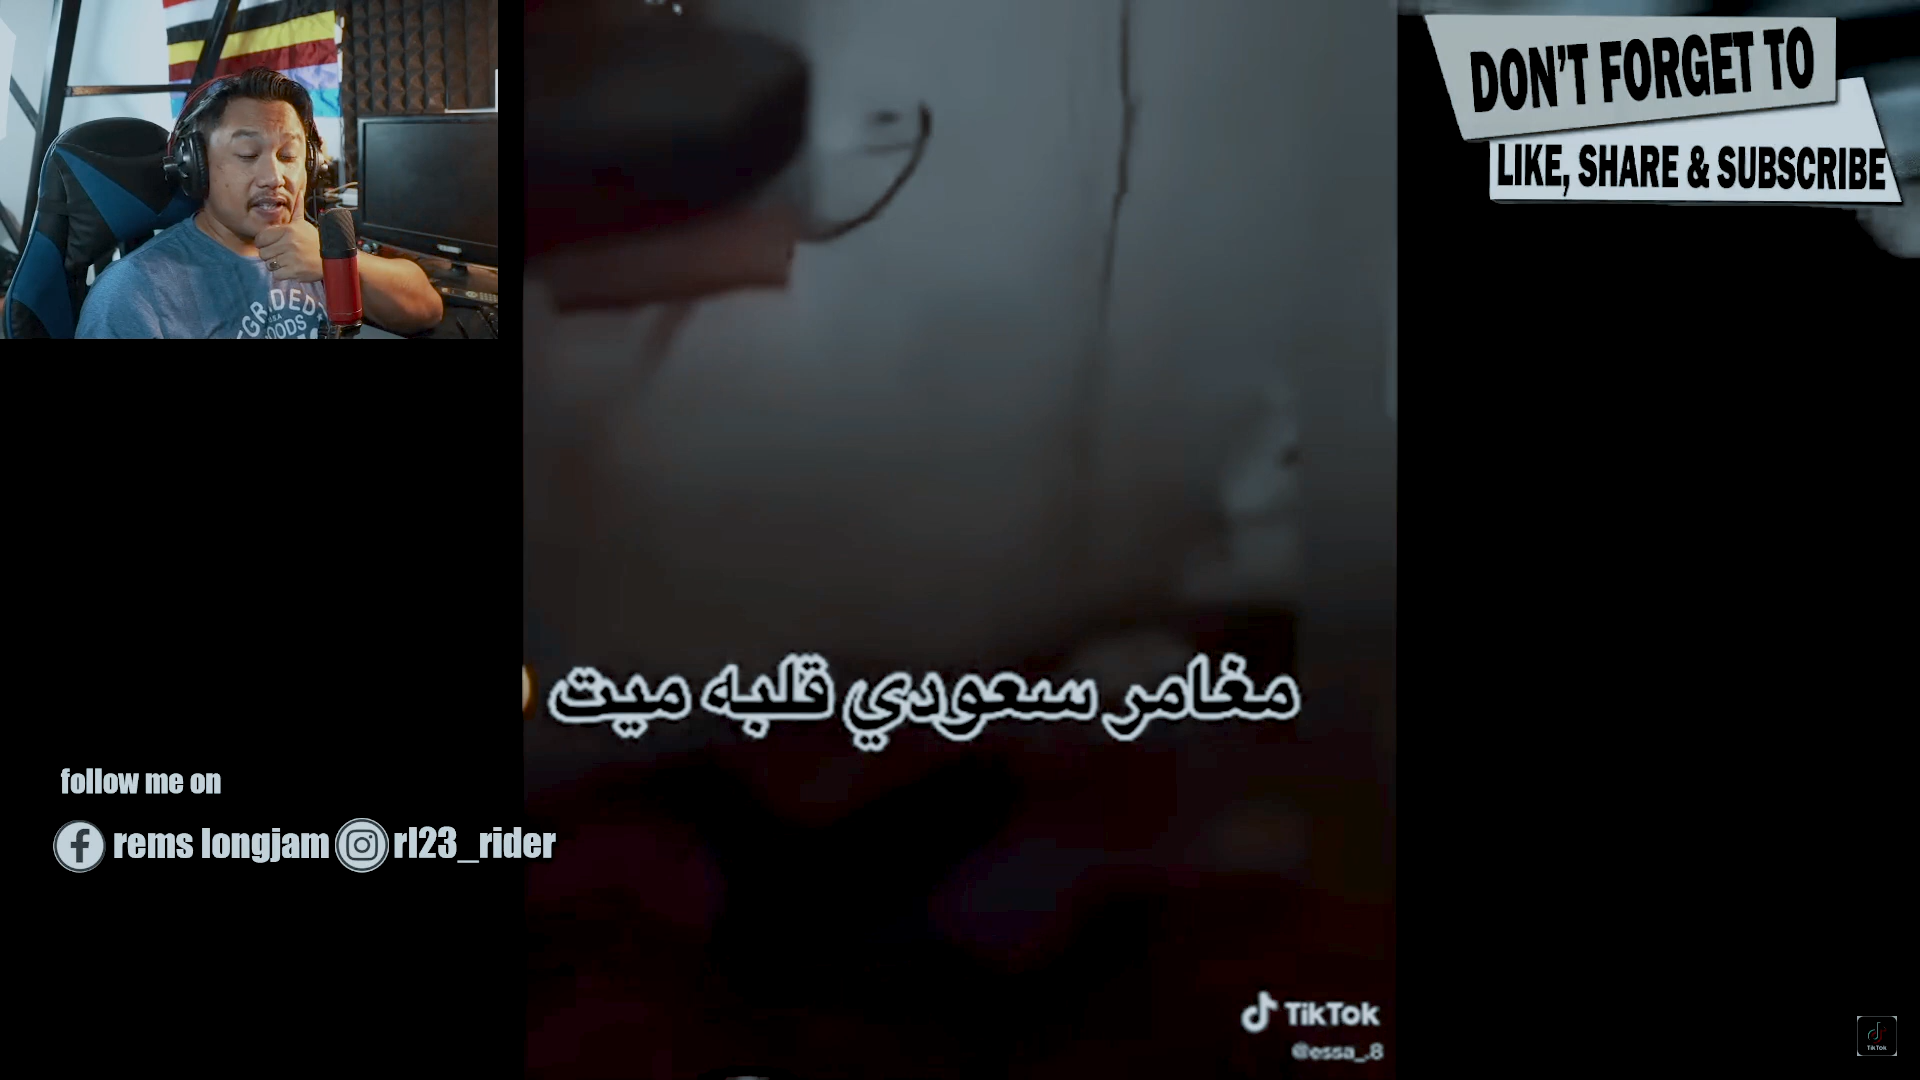 DON'T FORGET TO
LIKE, SHARE & SUBSCRIBE
مغامر سعودي قلبه ميت
follow me on
rems longjam rl23_rider
TikTok
@essa_.8
TikTok